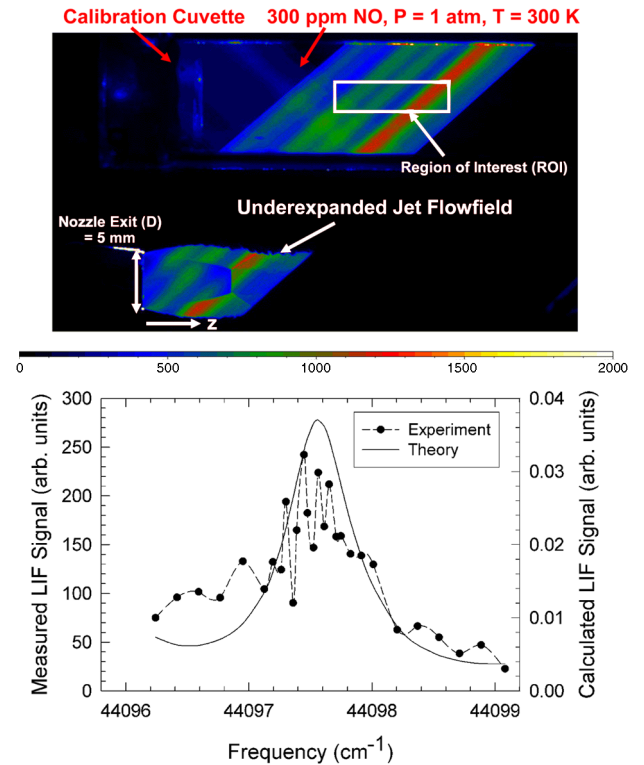 Calibration Cuvette 300 ppm NO, P = 1 atm, T = 300 K
Region of Interest (ROI)
Nozzle Exit (D)
= 5 mm
Underexpanded Jet Flowfield
z
0 500 1000 1500 2000
300 0.04
250
200 0.03
150 0.02
100 0.01
50
0 0.00
Measured LIF Signal (arb. units)
Calculated LIF Signal (arb. units)
Experiment
Theory
44096 44097 44098 44099
Frequency (cm⁻¹)